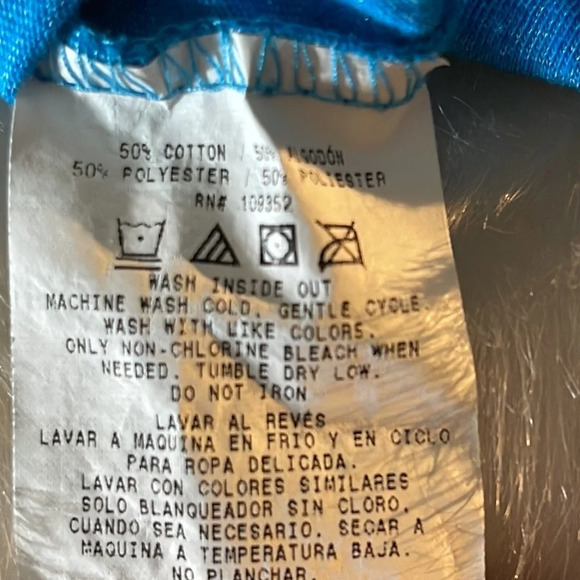 50% COTTON / 50% ALGODÓN
50% POLYESTER / 50% POLIESTER
RN# 109352
WASH INSIDE OUT
MACHINE WASH COLD. GENTLE CYCLE.
WASH WITH LIKE COLORS.
ONLY NON-CHLORINE BLEACH WHEN
NEEDED. TUMBLE DRY LOW.
DO NOT IRON
LAVAR AL REVÉS
LAVAR A MAQUINA EN FRIO Y EN CICLO
PARA ROPA DELICADA.
LAVAR CON COLORES SIMILARES
SOLO BLANQUEADOR SIN CLORO.
CUANDO SEA NECESARIO. SECAR A
MAQUINA A TEMPERATURA BAJA.
NO PLANCHAR.